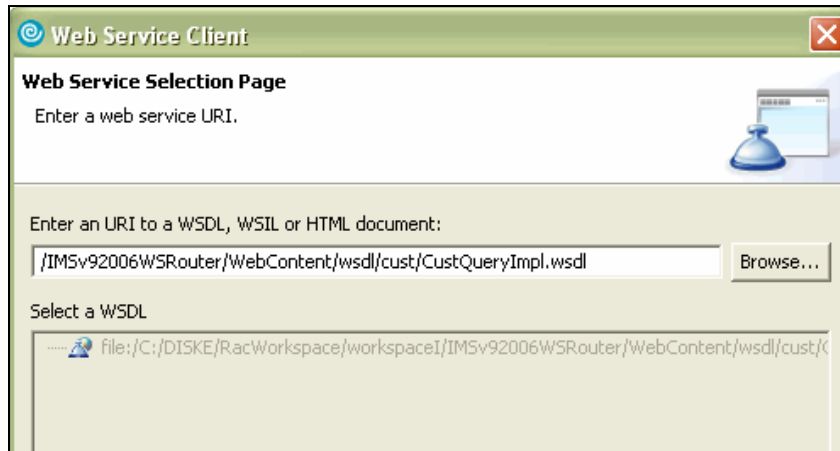 Web Service Client
Web Service Selection Page
Enter a web service URI.
Enter an URI to a WSDL, WSIL or HTML document:
/IMSv92006WSRouter/WebContent/wsdl/cust/CustQueryImpl.wsdl Browse...
Select a WSDL
file:/C:/DISKE/RacWorkspace/workspaceI/IMSv92006WSRouter/WebContent/wsdl/cust/